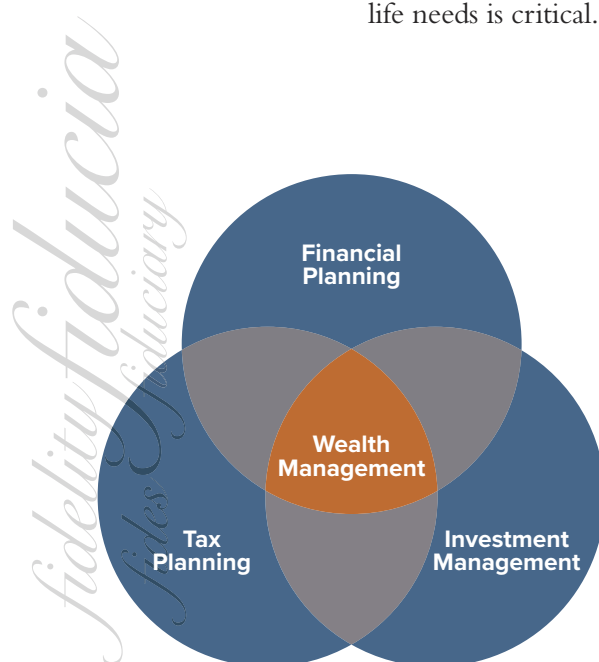 life needs is critical.
fiducia
fidelity
fiduciary
fides
Financial
Planning
Wealth
Management
Tax
Planning
Investment
Management